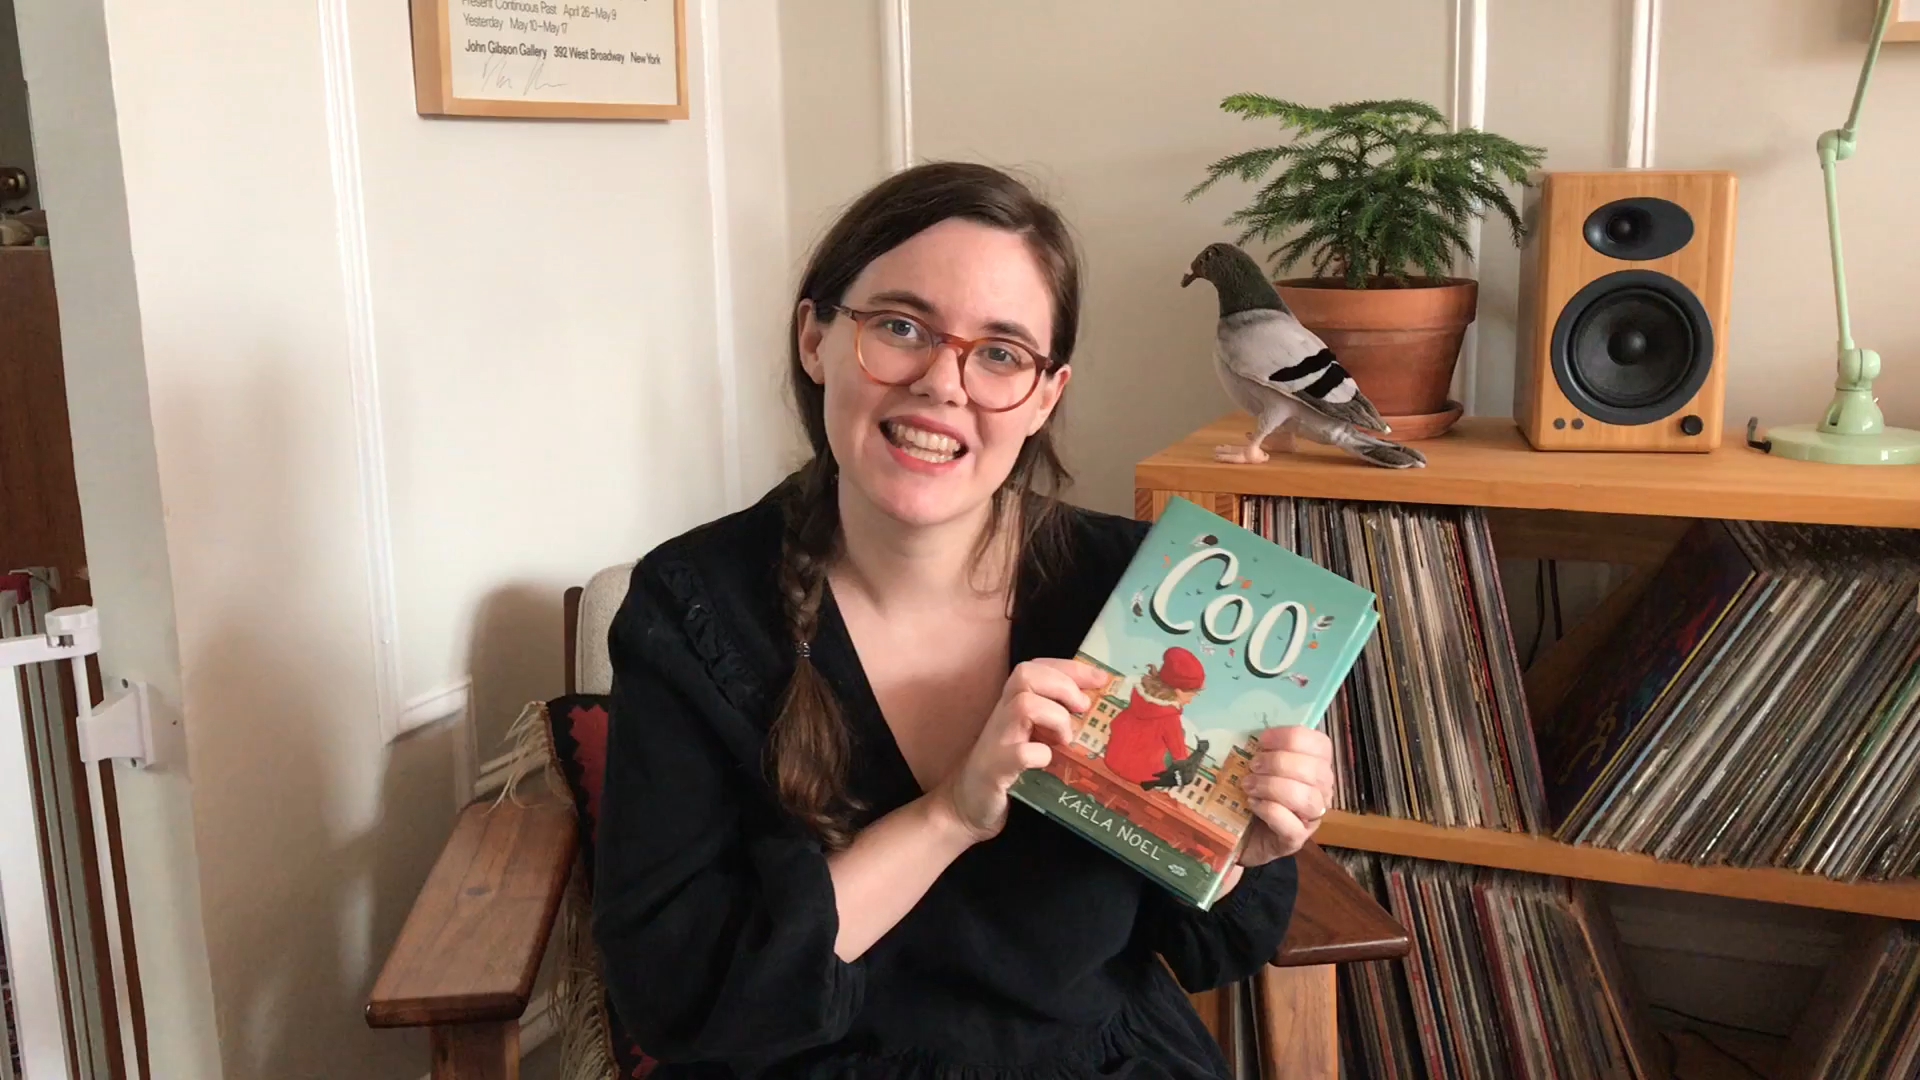 Present Continuous Past April 26–May 9
Yesterday May 10–May 17
John Gibson Gallery 392 West Broadway New York
Coo
KAELA NOEL